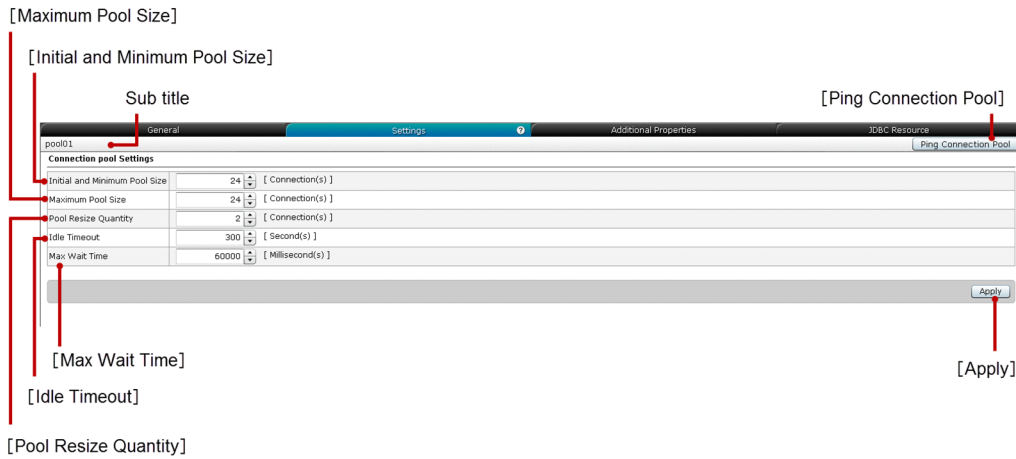 [Maximum Pool Size]
[Initial and Minimum Pool Size]
Sub title
[Ping Connection Pool]
General Settings ? Additional Properties JDBC Resource
pool01 Ping Connection Pool
Connection pool Settings
Initial and Minimum Pool Size 24 [ Connection(s) ]
Maximum Pool Size 24 [ Connection(s) ]
Pool Resize Quantity 2 [ Connection(s) ]
Idle Timeout 300 [ Second(s) ]
Max Wait Time 60000 [ Millisecond(s) ]
Apply
[Max Wait Time]
[Apply]
[Idle Timeout]
[Pool Resize Quantity]